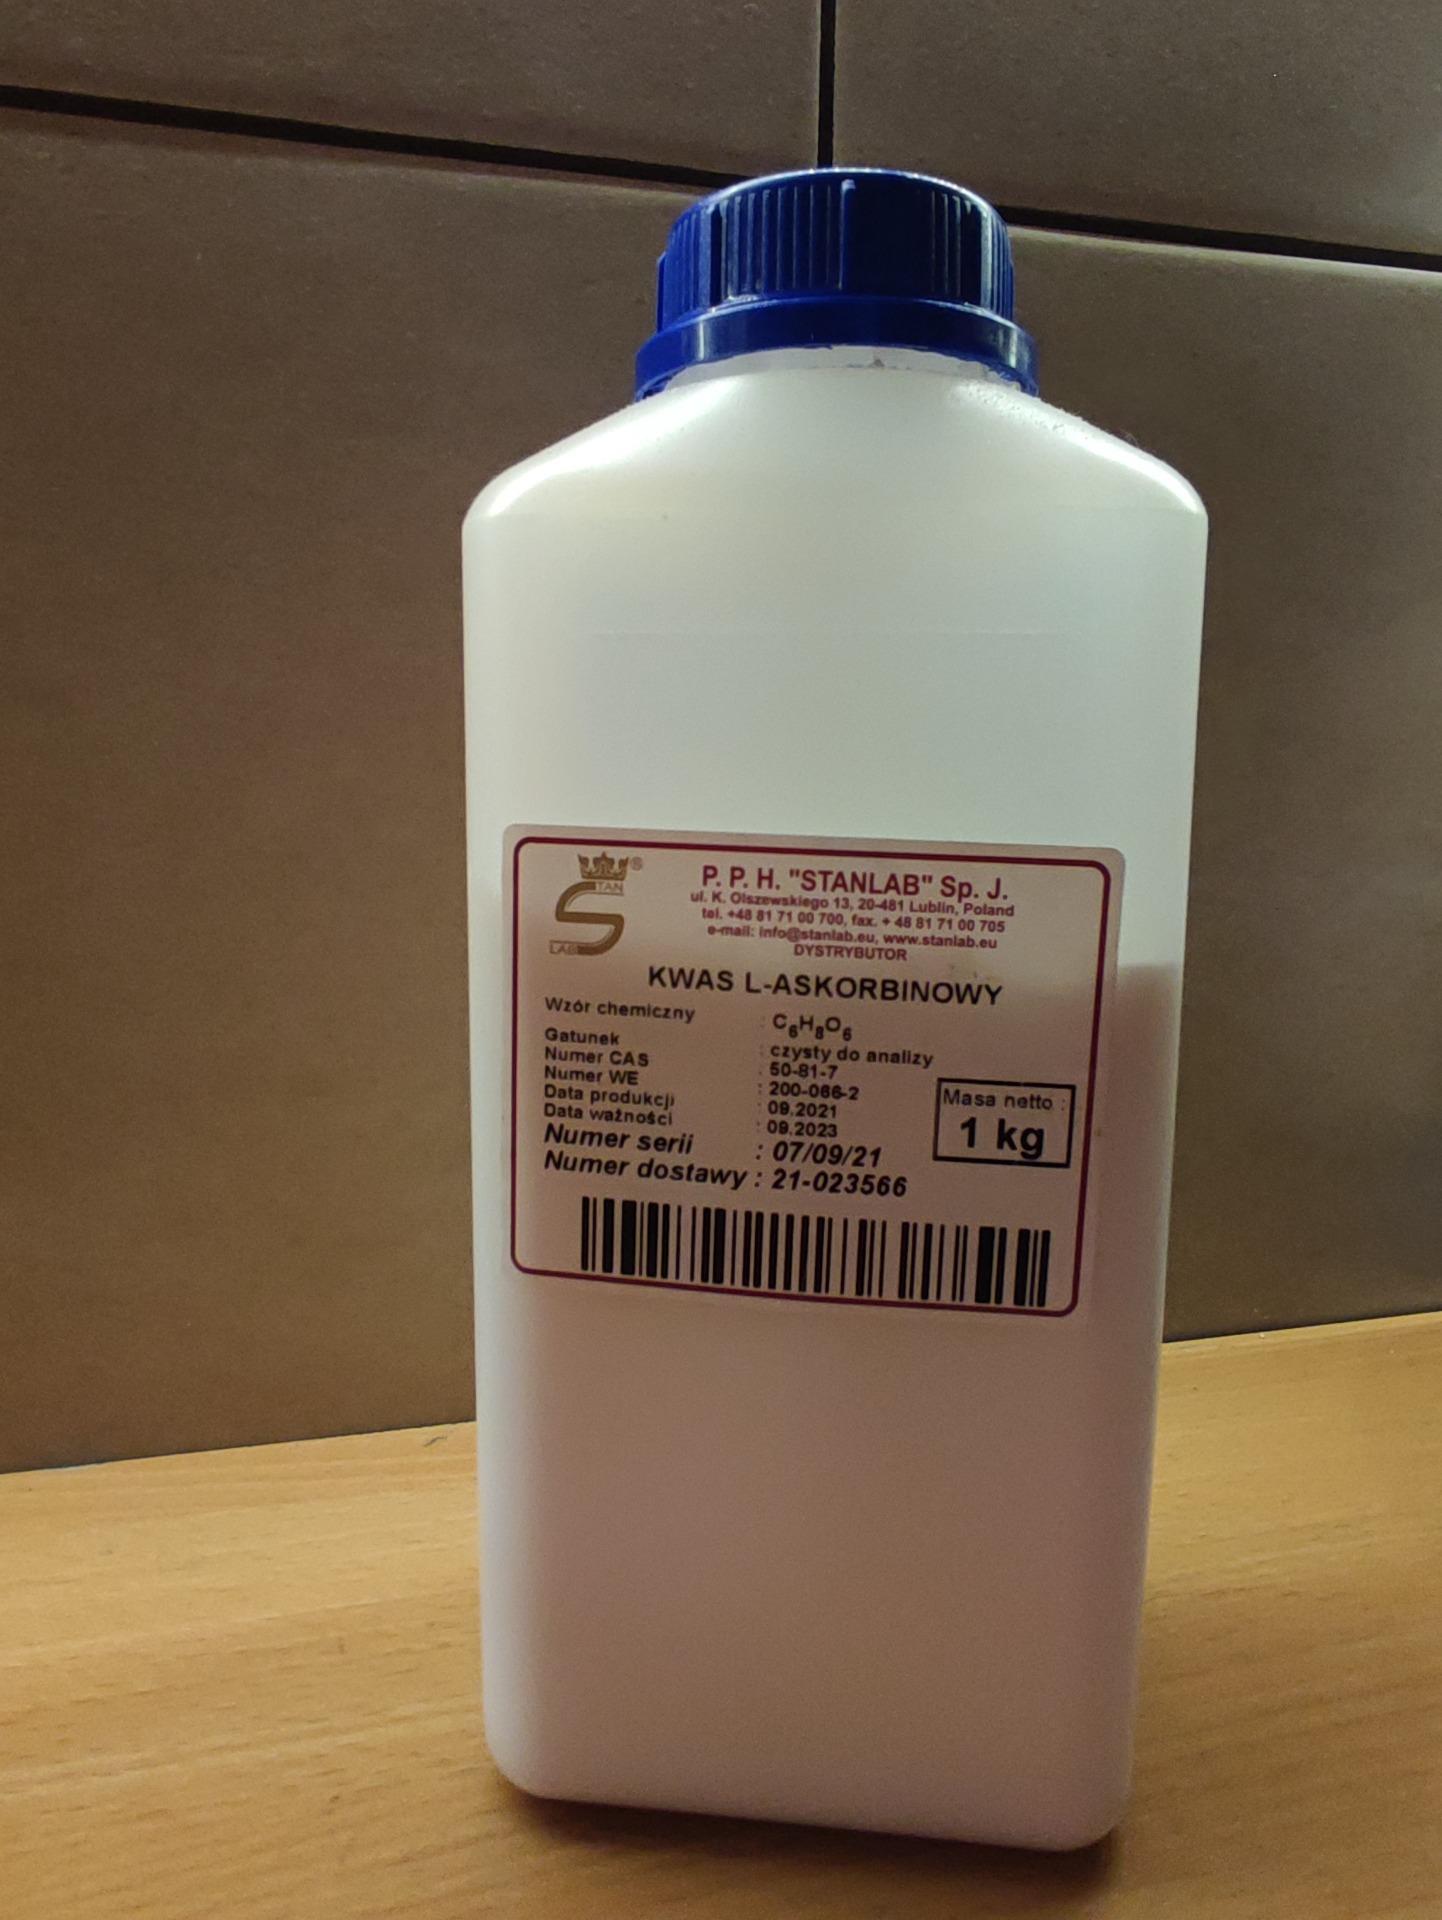 STAN
LAB
®
P. P. H. "STANLAB" Sp. J.
ul. K. Olszewskiego 13, 20-481 Lublin, Poland
tel. +48 81 71 00 700, fax. + 48 81 71 00 705
e-mail: info@stanlab.eu, www.stanlab.eu
DYSTRYBUTOR
KWAS L-ASKORBINOWY
Wzór chemiczny : C₆H₈O₆
Gatunek : czysty do analizy
Numer CAS : 50-81-7
Numer WE : 200-066-2
Data produkcji : 09.2021
Data ważności : 09.2023
Numer serii : 07/09/21
Numer dostawy : 21-023566
Masa netto :
1 kg